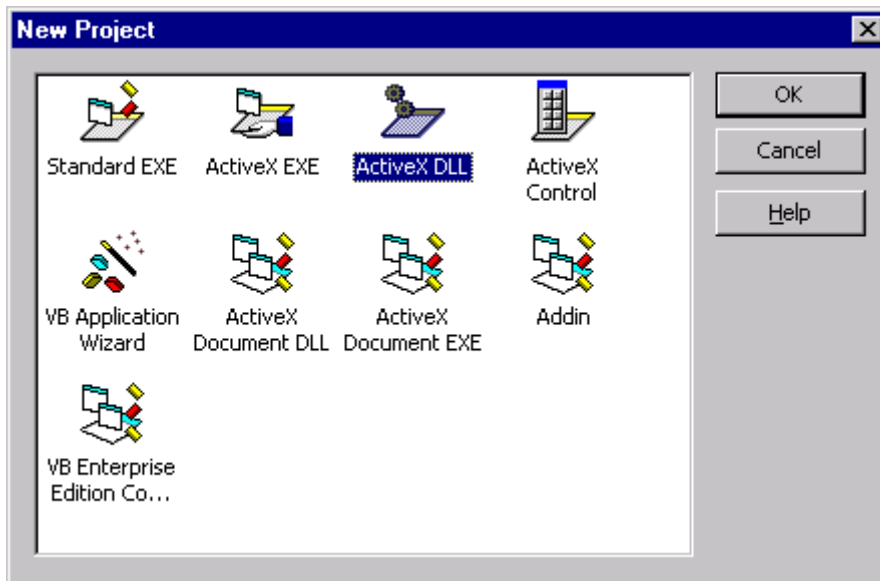 New Project
Standard EXE
ActiveX EXE
ActiveX DLL
ActiveX
Control
VB Application
Wizard
ActiveX
Document DLL
ActiveX
Document EXE
Addin
VB Enterprise
Edition Co...
OK
Cancel
Help